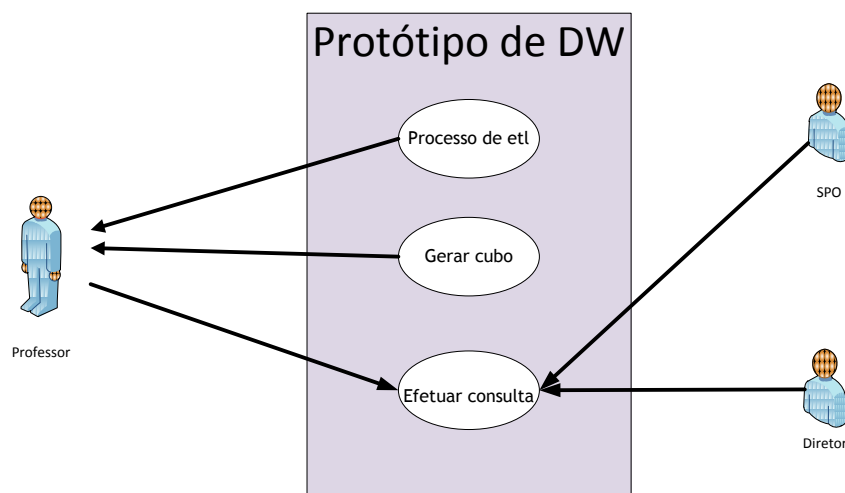 Protótipo de DW
Processo de etl
SPO
Gerar cubo
Professor
Efetuar consulta
Diretor